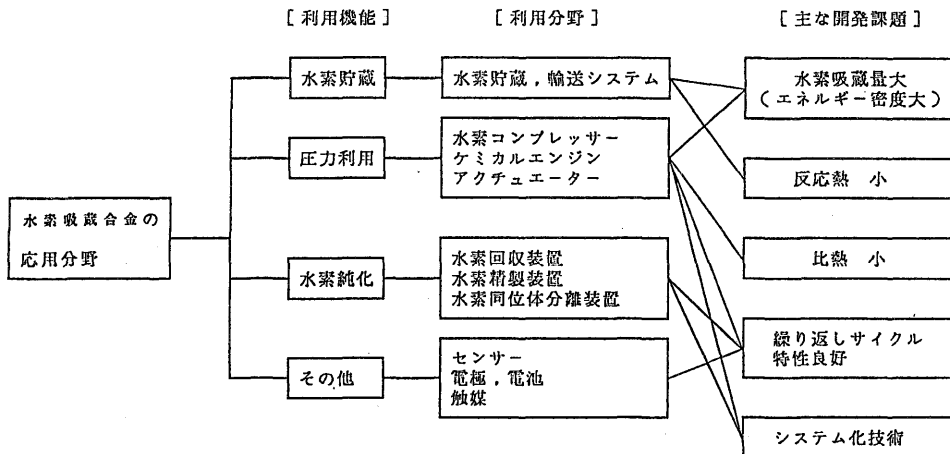 [ 利用機能 ]
[ 利用分野 ]
[ 主な開発課題 ]
水素吸蔵合金の
応用分野
水素貯蔵
圧力利用
水素純化
その他
水素貯蔵，輸送システム
水素コンプレッサー
ケミカルエンジン
アクチュエーター
水素回収装置
水素精製装置
水素同位体分離装置
センサー
電極，電池
触媒
水素吸蔵量大
（エネルギー密度大）
反応熱 小
比熱 小
繰り返しサイクル
特性良好
システム化技術